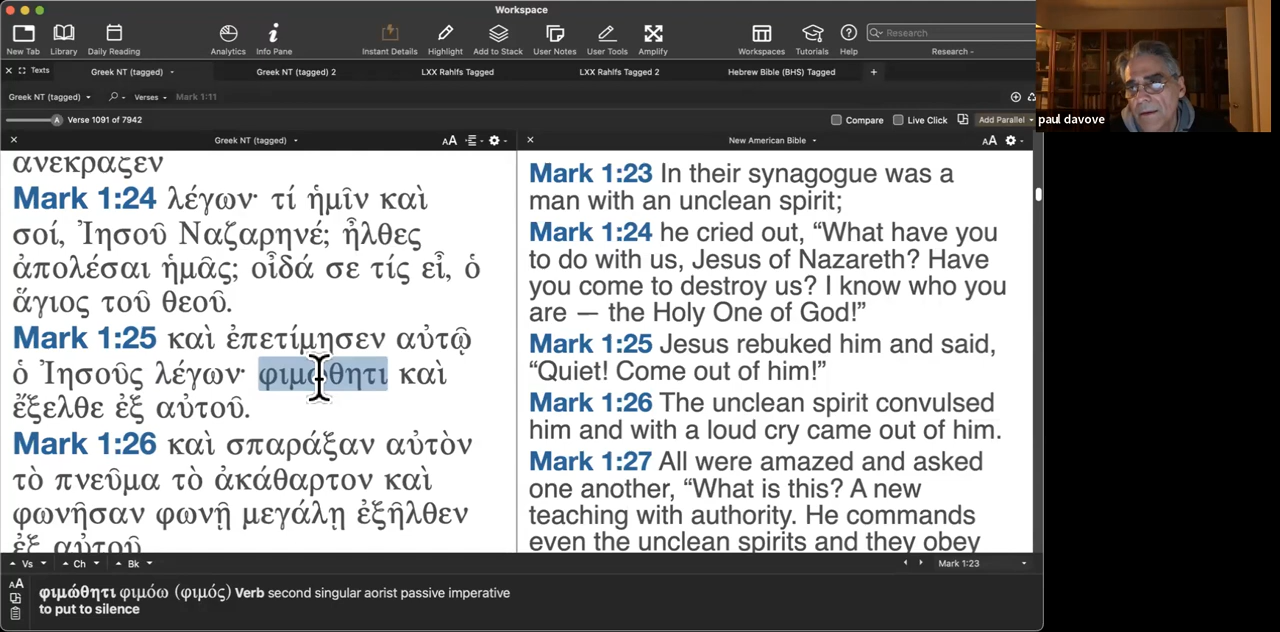 Workspace
New Tab Library Daily Reading Analytics Info Pane Instant Details Highlight Add to Stack User Notes User Tools Amplify Workspaces Tutorials Help Research
Research
Texts Greek NT (tagged) Greek NT (tagged) 2 LXX Rahlfs Tagged LXX Rahlfs Tagged 2 Hebrew Bible (BHS) Tagged +
Greek NT (tagged) Verses Mark 1:11
A Verse 1091 of 7942 Compare Live Click Add Parallel
paul davove
Greek NT (tagged) AA
ἀνέκραξεν
Mark 1:24 λέγων· τί ἡμῖν καὶ
σοί, Ἰησοῦ Ναζαρηνέ; ἦλθες
ἀπολέσαι ἡμᾶς; οἶδά σε τίς εἶ, ὁ
ἅγιος τοῦ θεοῦ.
Mark 1:25 καὶ ἐπετίμησεν αὐτῷ
ὁ Ἰησοῦς λέγων· φιμώθητι καὶ
ἔξελθε ἐξ αὐτοῦ.
Mark 1:26 καὶ σπαράξαν αὐτὸν
τὸ πνεῦμα τὸ ἀκάθαρτον καὶ
φωνῆσαν φωνῇ μεγάλῃ ἐξῆλθεν
ἐξ αὐτοῦ
New American Bible AA
Mark 1:23 In their synagogue was a
man with an unclean spirit;
Mark 1:24 he cried out, “What have you
to do with us, Jesus of Nazareth? Have
you come to destroy us? I know who you
are — the Holy One of God!”
Mark 1:25 Jesus rebuked him and said,
“Quiet! Come out of him!”
Mark 1:26 The unclean spirit convulsed
him and with a loud cry came out of him.
Mark 1:27 All were amazed and asked
one another, “What is this? A new
teaching with authority. He commands
even the unclean spirits and they obey
Vs Ch Bk Mark 1:23
AA φιμώθητι φιμόω (φιμός) Verb second singular aorist passive imperative
to put to silence